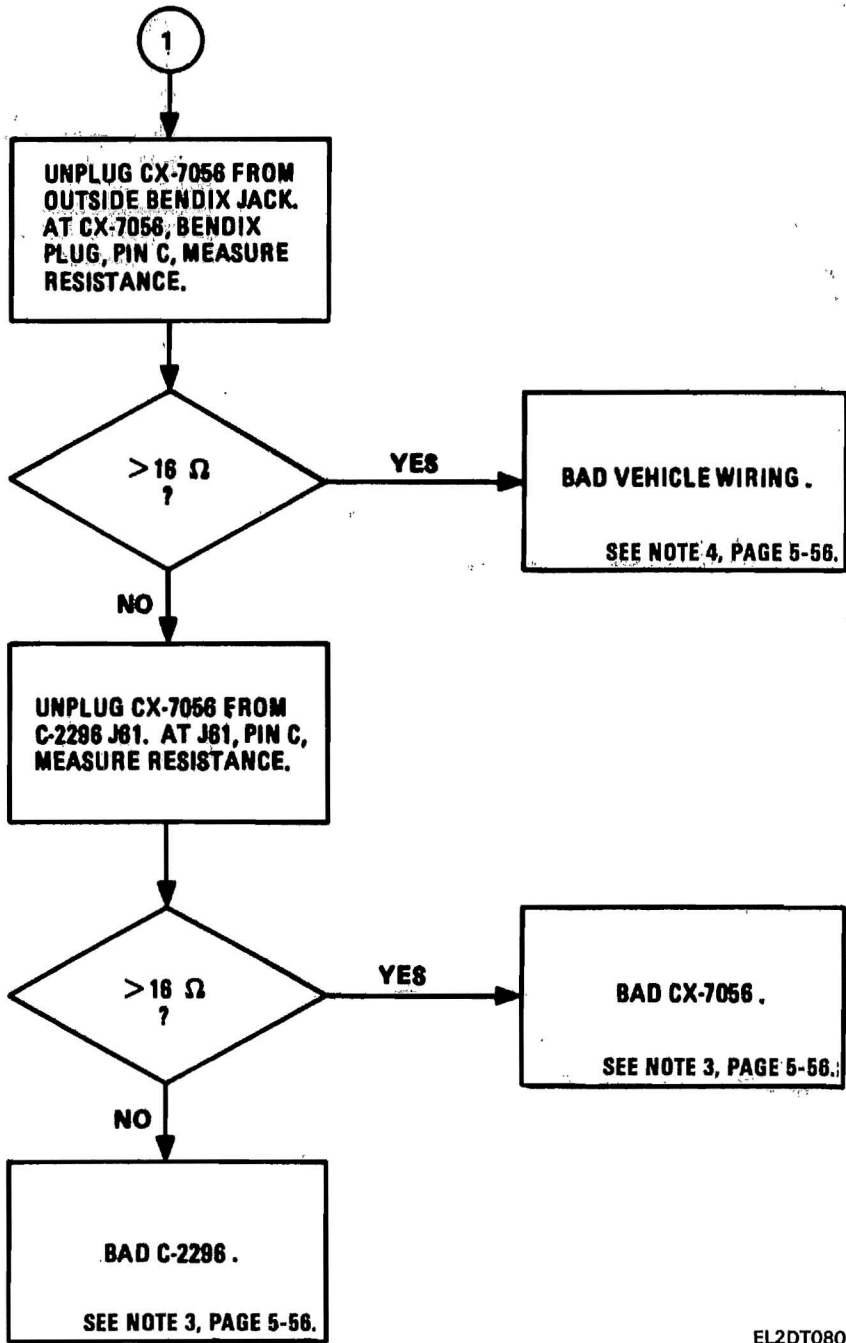 1
UNPLUG CX-7056 FROM
OUTSIDE BENDIX JACK.
AT CX-7056, BENDIX
PLUG, PIN C, MEASURE
RESISTANCE.
>16 Ω
?
YES
BAD VEHICLE WIRING.
SEE NOTE 4, PAGE 5-56.
NO
UNPLUG CX-7056 FROM
C-2296 J61. AT J61, PIN C,
MEASURE RESISTANCE.
>16 Ω
?
YES
BAD CX-7056.
SEE NOTE 3, PAGE 5-56.
NO
BAD C-2296.
SEE NOTE 3, PAGE 5-56.
EL2DT080